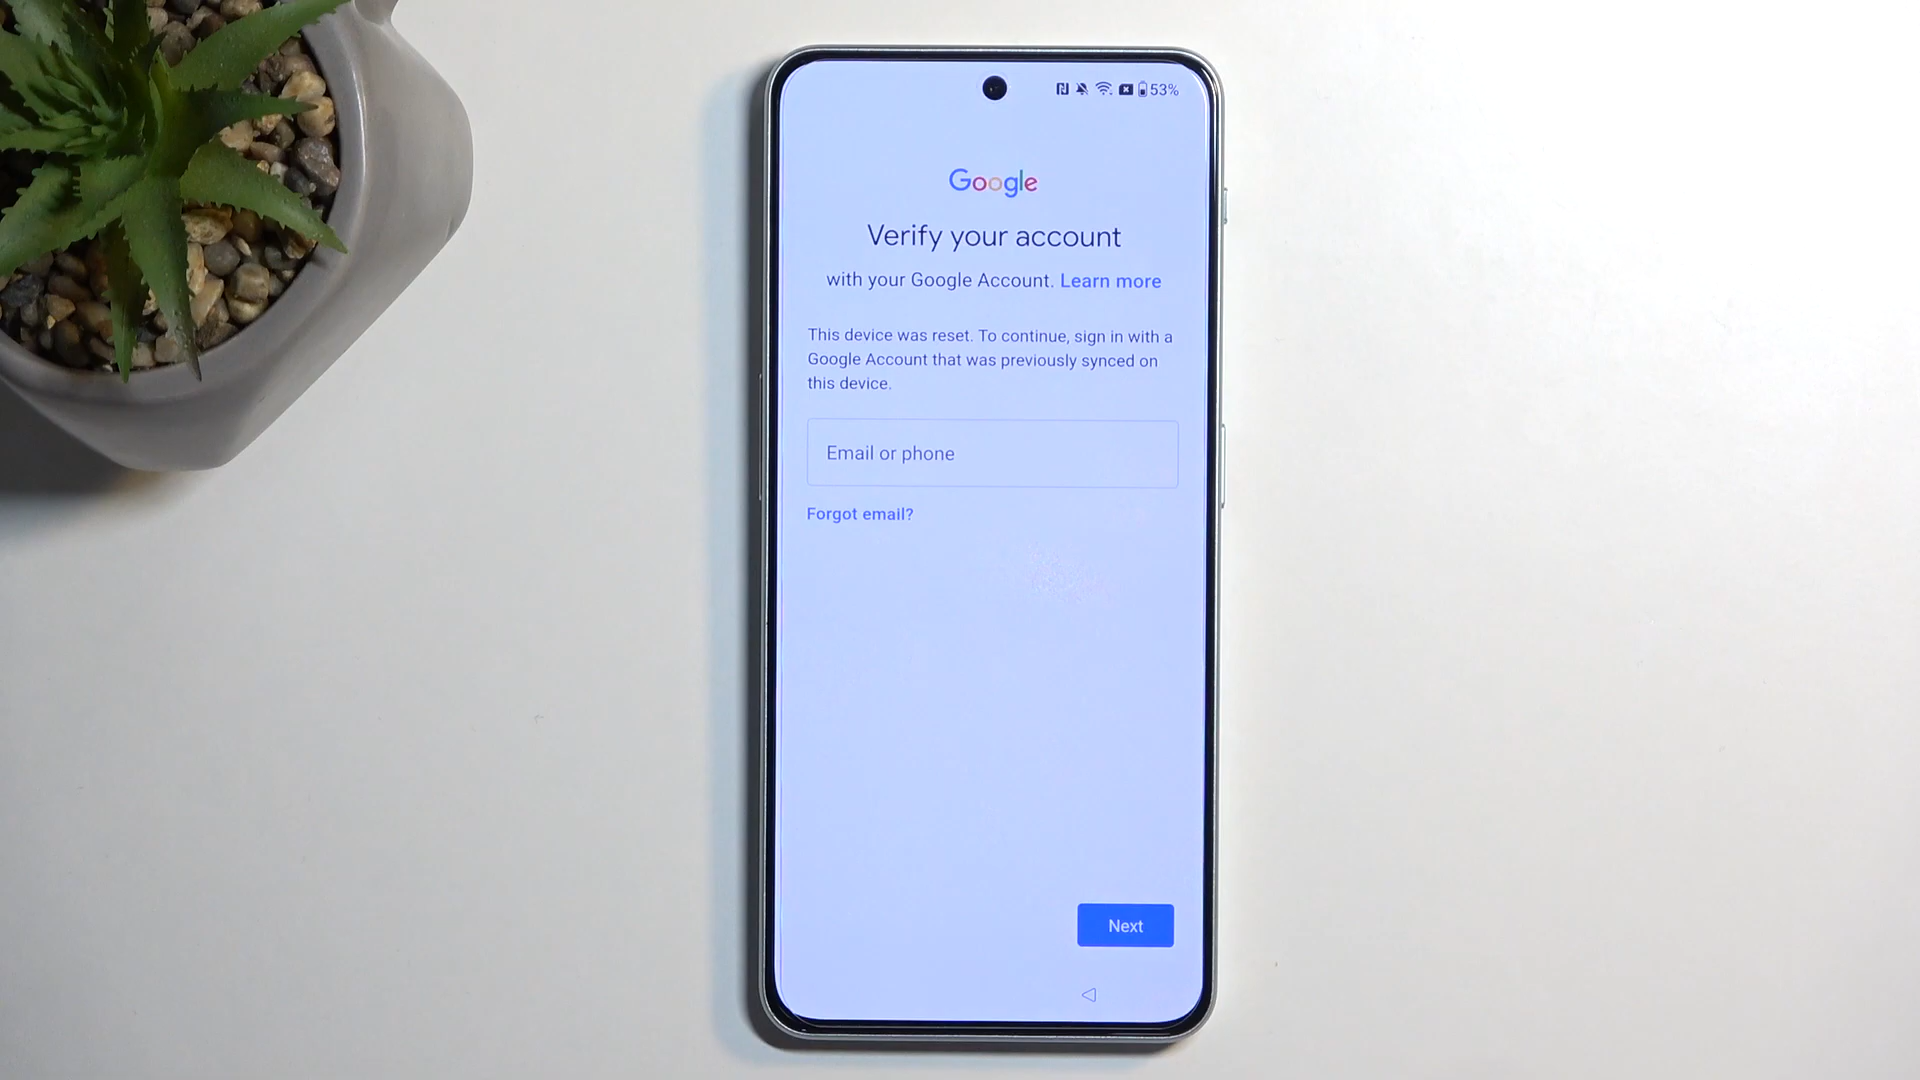 53%
Google
Verify your account
with your Google Account. Learn more
This device was reset. To continue, sign in with a
Google Account that was previously synced on
this device.
Email or phone
Forgot email?
Next